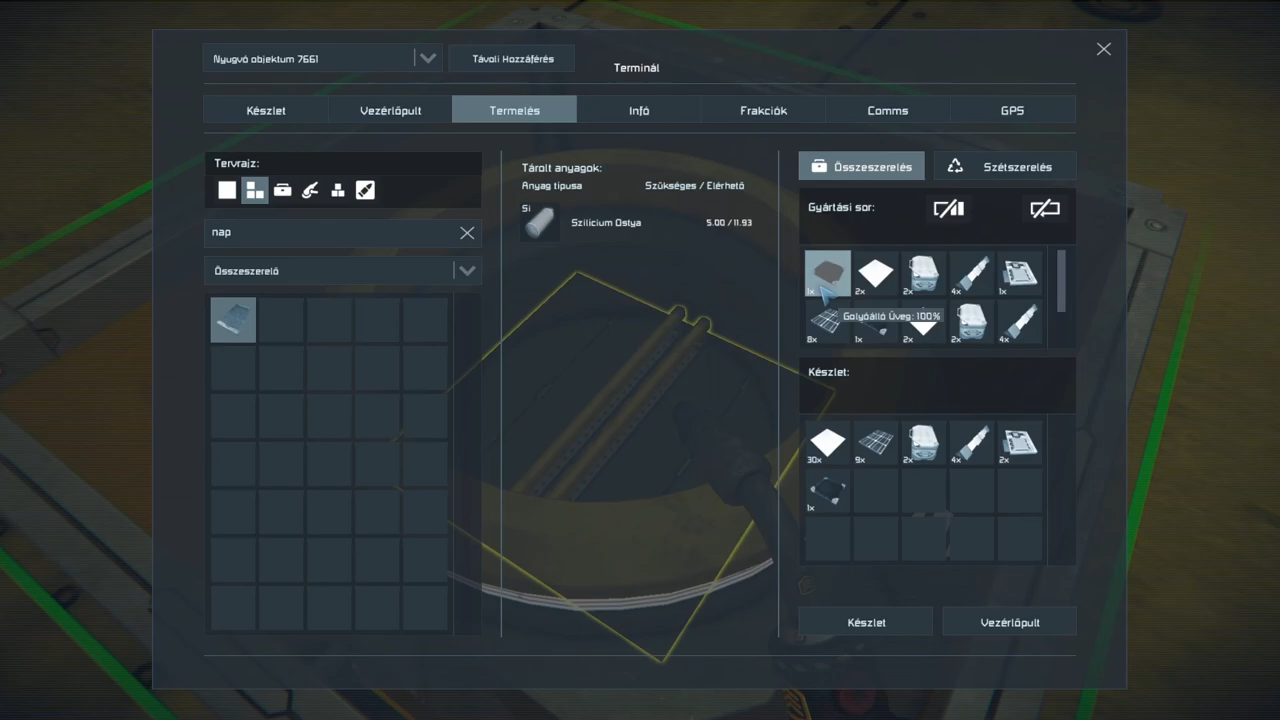 Nyugvó objektum 7661
Távoli Hozzáférés
Terminál
Készlet
Vezérlőpult
Termelés
Infó
Frakciók
Comms
GPS
Tervrajz:
nap
Összeszerelő
Tárolt anyagok:
Anyag típusa
Szükséges / Elérhető
Si
Szilícium Ostya
5.00 / 11.93
Összeszerelés
Szétszerelés
Gyártási sor:
1x
2x
2x
4x
1x
Golyóálló Üveg: 100%
8x
1x
2x
2x
4x
Készlet:
30x
9x
2x
4x
2x
1x
Készlet
Vezérlőpult